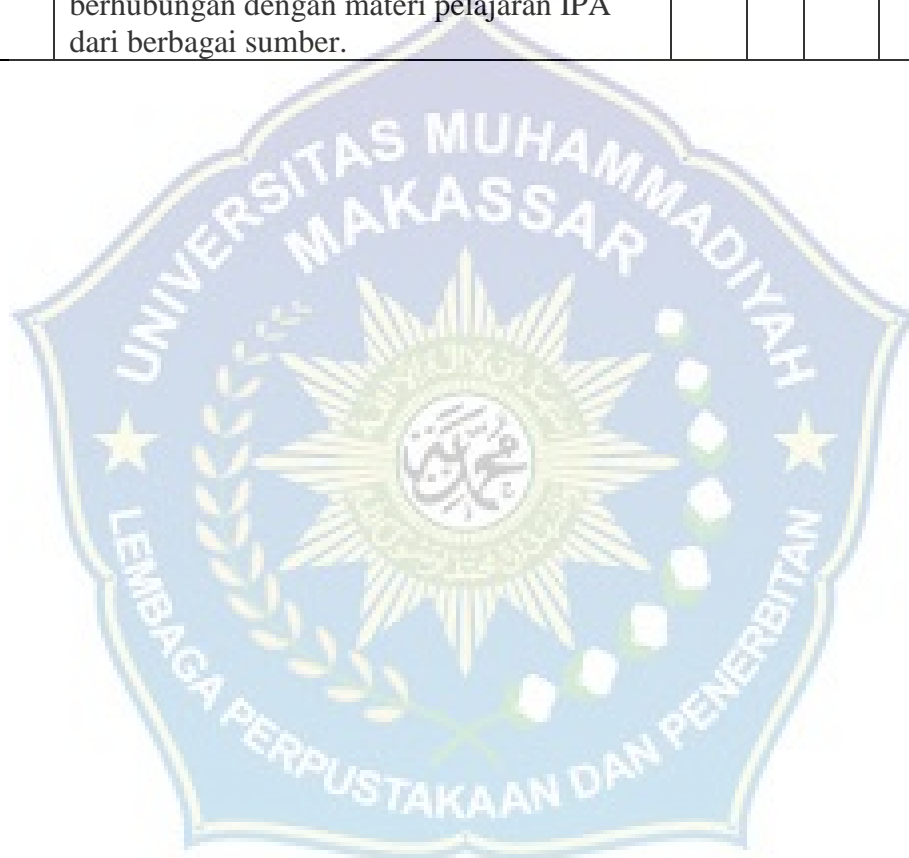 berhubungan dengan materi pelajaran IPA
dari berbagai sumber.
UNIVERSITAS MUHAMMADIYAH
MAKASSAR
LEMBAGA PERPUSTAKAAN DAN PENERBITAN